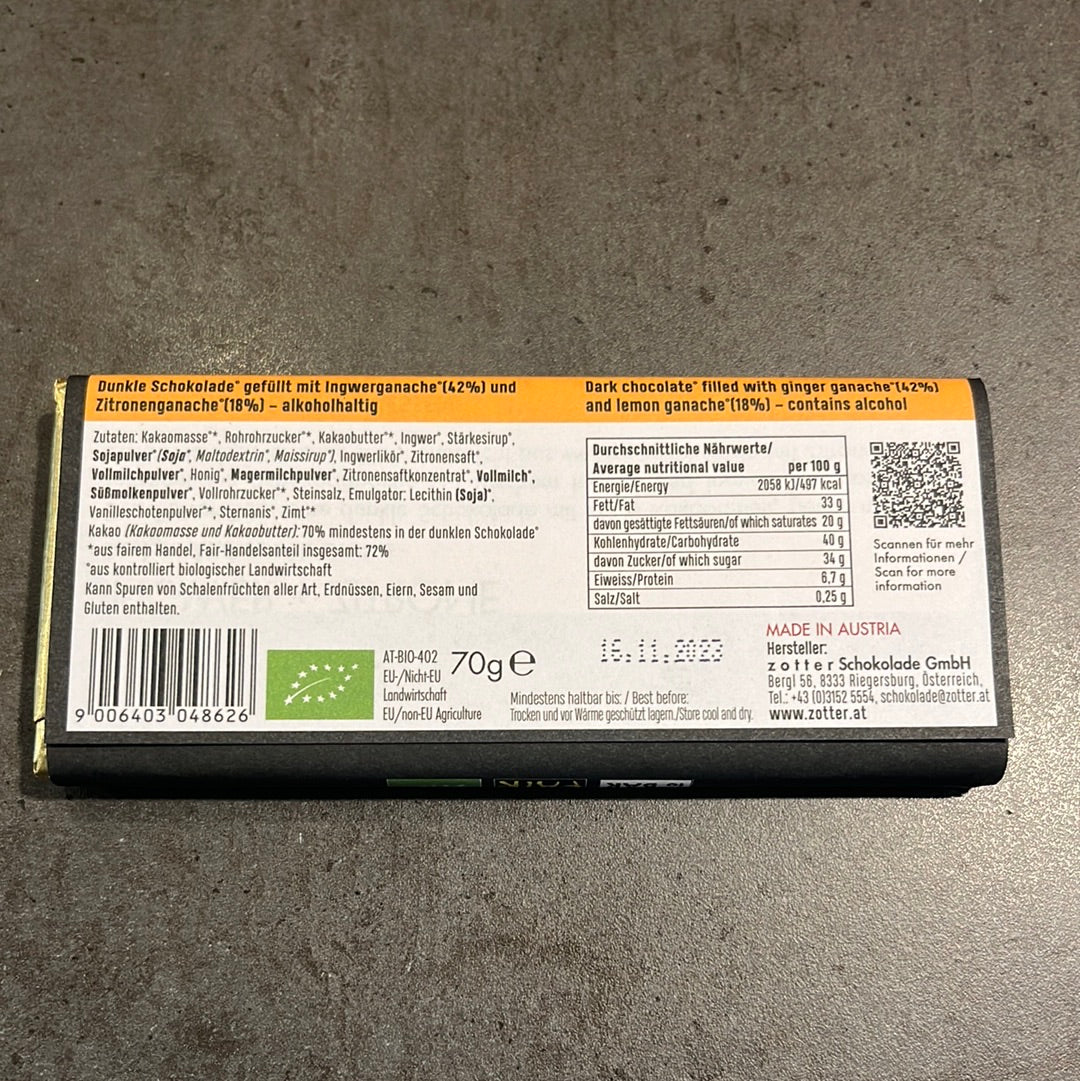 Dunkle Schokolade° gefüllt mit Ingwerganache°(42%) und
Zitronenganache°(18%) – alkoholhaltig
Dark chocolate° filled with ginger ganache°(42%)
and lemon ganache°(18%) – contains alcohol
Zutaten: Kakaomasse°*, Rohrohrzucker°*, Kakaobutter°*, Ingwer°, Stärkesirup°,
Sojapulver°(Soja°, Maltodextrin°, Maissirup°), Ingwerlikör°, Zitronensaft°,
Vollmilchpulver°, Honig°, Magermilchpulver°, Zitronensaftkonzentrat°, Vollmilch°,
Süßmolkenpulver°, Vollrohrzucker°*, Steinsalz, Emulgator: Lecithin (Soja)°,
Vanilleschotenpulver°*, Sternanis°, Zimt°*
Kakao (Kakaomasse und Kakaobutter): 70% mindestens in der dunklen Schokolade°
*aus fairem Handel, Fair-Handelsanteil insgesamt: 72%
°aus kontrolliert biologischer Landwirtschaft
Kann Spuren von Schalenfrüchten aller Art, Erdnüssen, Eiern, Sesam und
Gluten enthalten.
Durchschnittliche Nährwerte/
Average nutritional value per 100 g
Energie/Energy 2058 kJ/497 kcal
Fett/Fat 33 g
davon gesättigte Fettsäuren/of which saturates 20 g
Kohlenhydrate/Carbohydrate 40 g
davon Zucker/of which sugar 34 g
Eiweiss/Protein 6,7 g
Salz/Salt 0,25 g
Scannen für mehr
Informationen /
Scan for more
information
9 006403 048626
AT-BIO-402
EU-/Nicht-EU
Landwirtschaft
EU/non-EU Agriculture
70g e
16.11.2023
Mindestens haltbar bis: / Best before:
Trocken und vor Wärme geschützt lagern./Store cool and dry.
MADE IN AUSTRIA
Hersteller:
zotter Schokolade GmbH
Bergl 56, 8333 Riegersburg, Österreich,
Tel.: +43 (0)3152 5554, schokolade@zotter.at
www.zotter.at